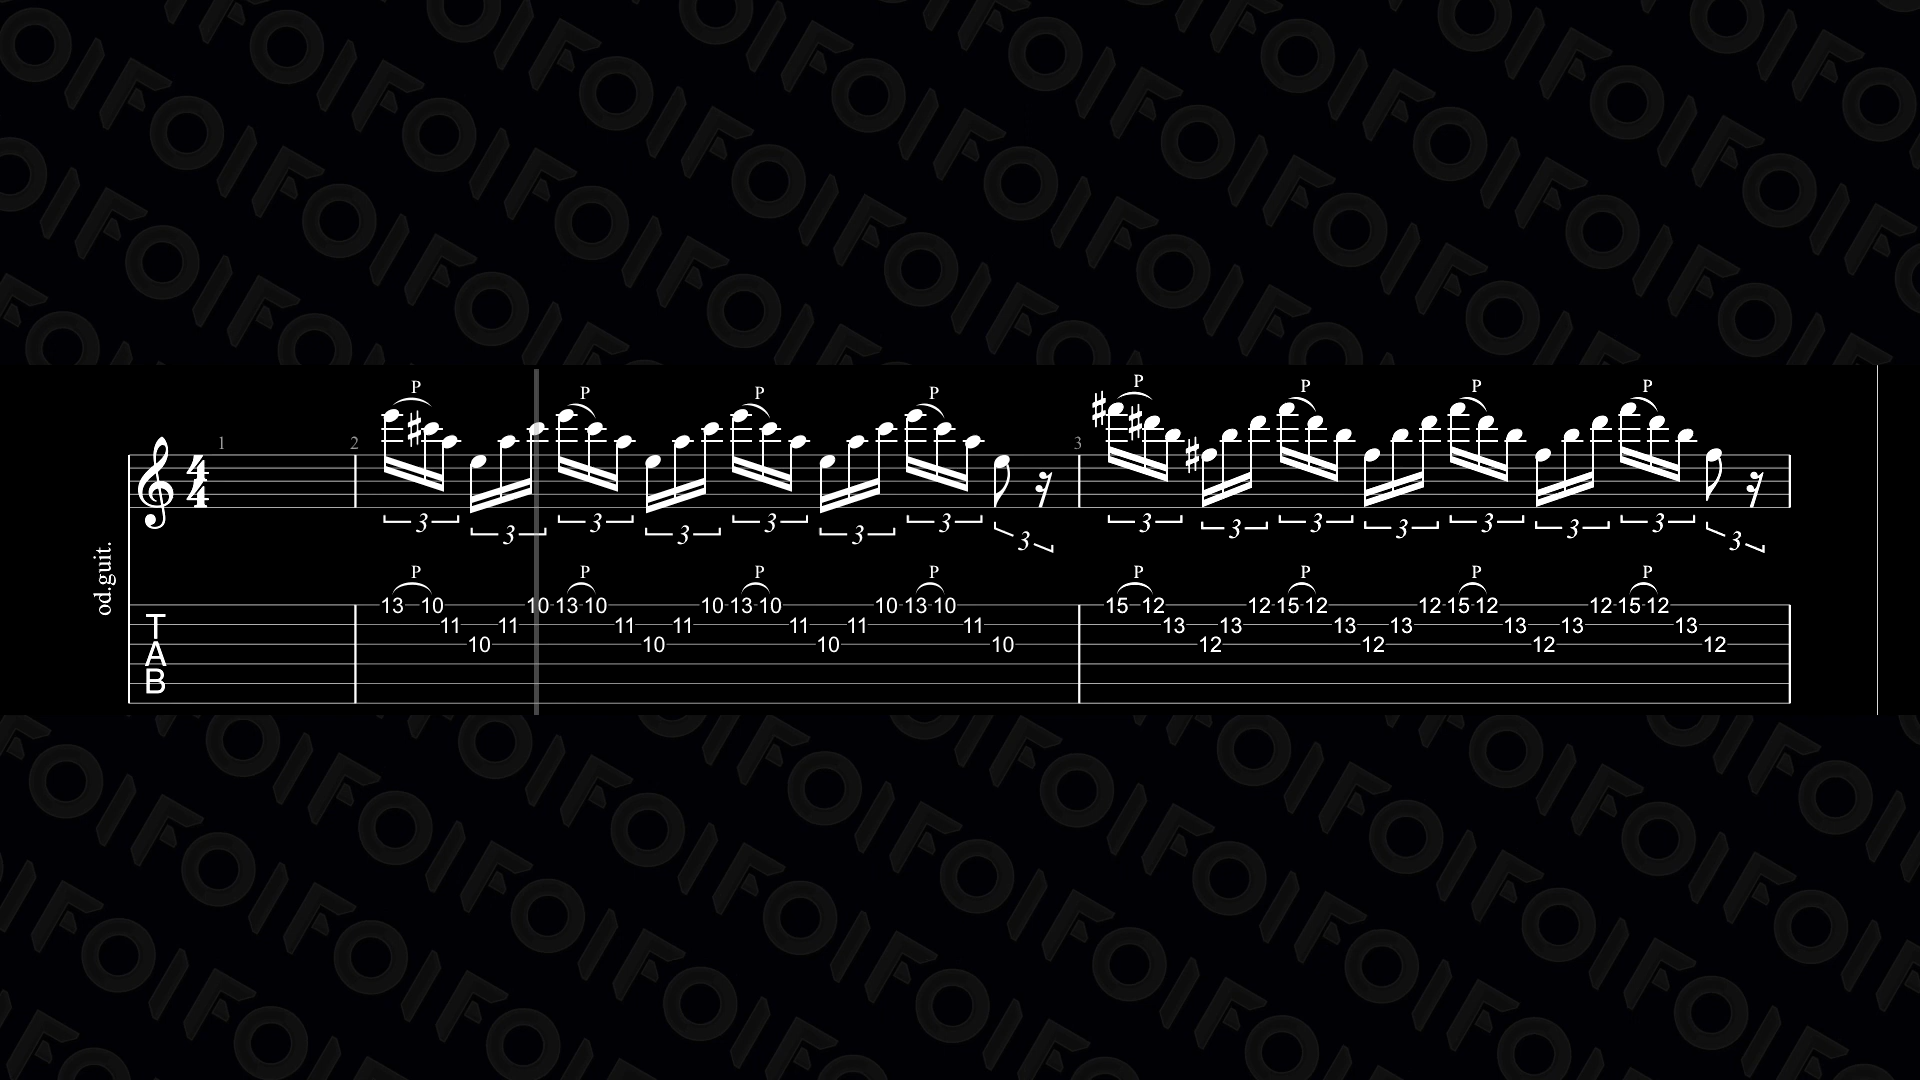 P P P P P P P P
1 2 3
4
4
3 3 3 3 3 3 3 3 3 3 3 3 3 3 3 3
od.guit.
P P P P P P P P
13 10 10 13 10 10 13 10 10 13 10 15 12 12 15 12 12 15 12 12 15 12
T 11 11 11 11 11 11 11 13 13 13 13 13 13 13
A 10 10 10 10 12 12 12 12
B